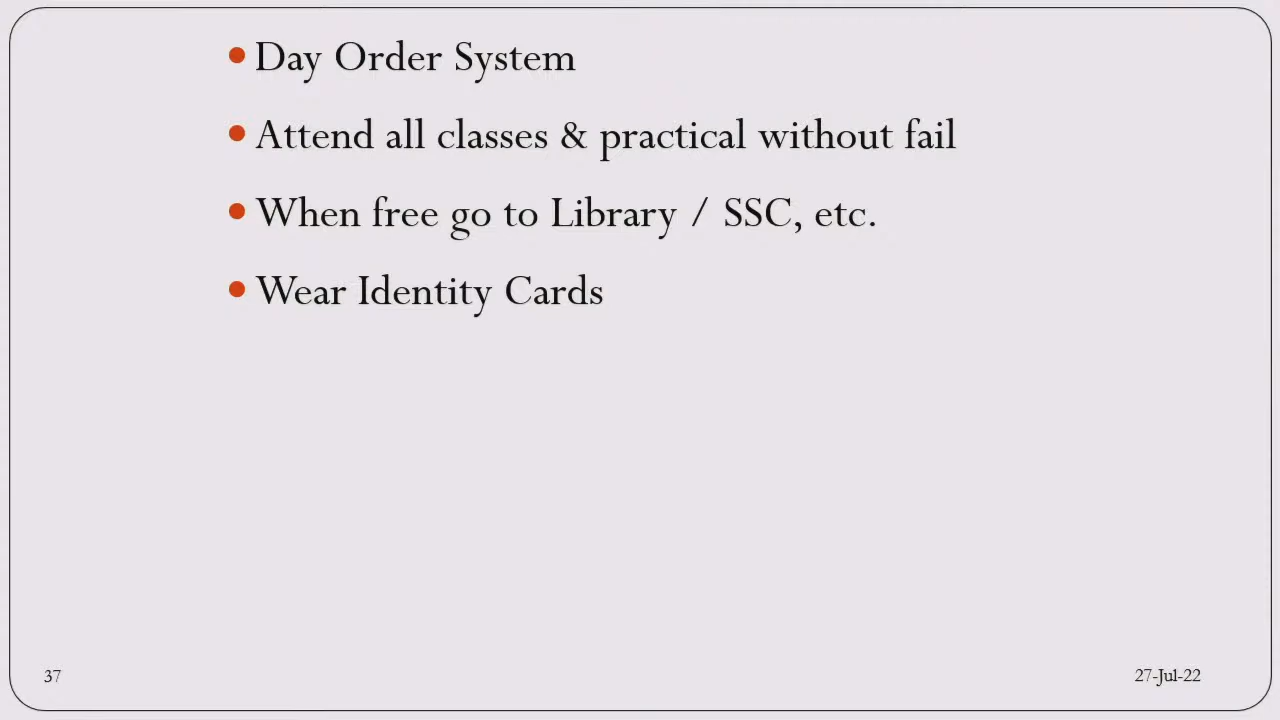 • Day Order System
• Attend all classes & practical without fail
• When free go to Library / SSC, etc.
• Wear Identity Cards
37
27-Jul-22